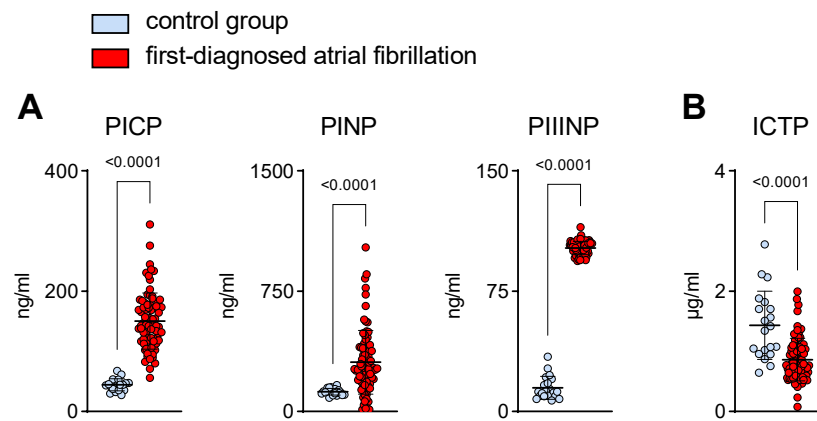 control group
first-diagnosed atrial fibrillation
A
B
PICP
PINP
PIIINP
ICTP
400
200
0
ng/ml
<0.0001
1500
750
0
ng/ml
<0.0001
150
75
0
ng/ml
<0.0001
4
2
0
µg/ml
<0.0001